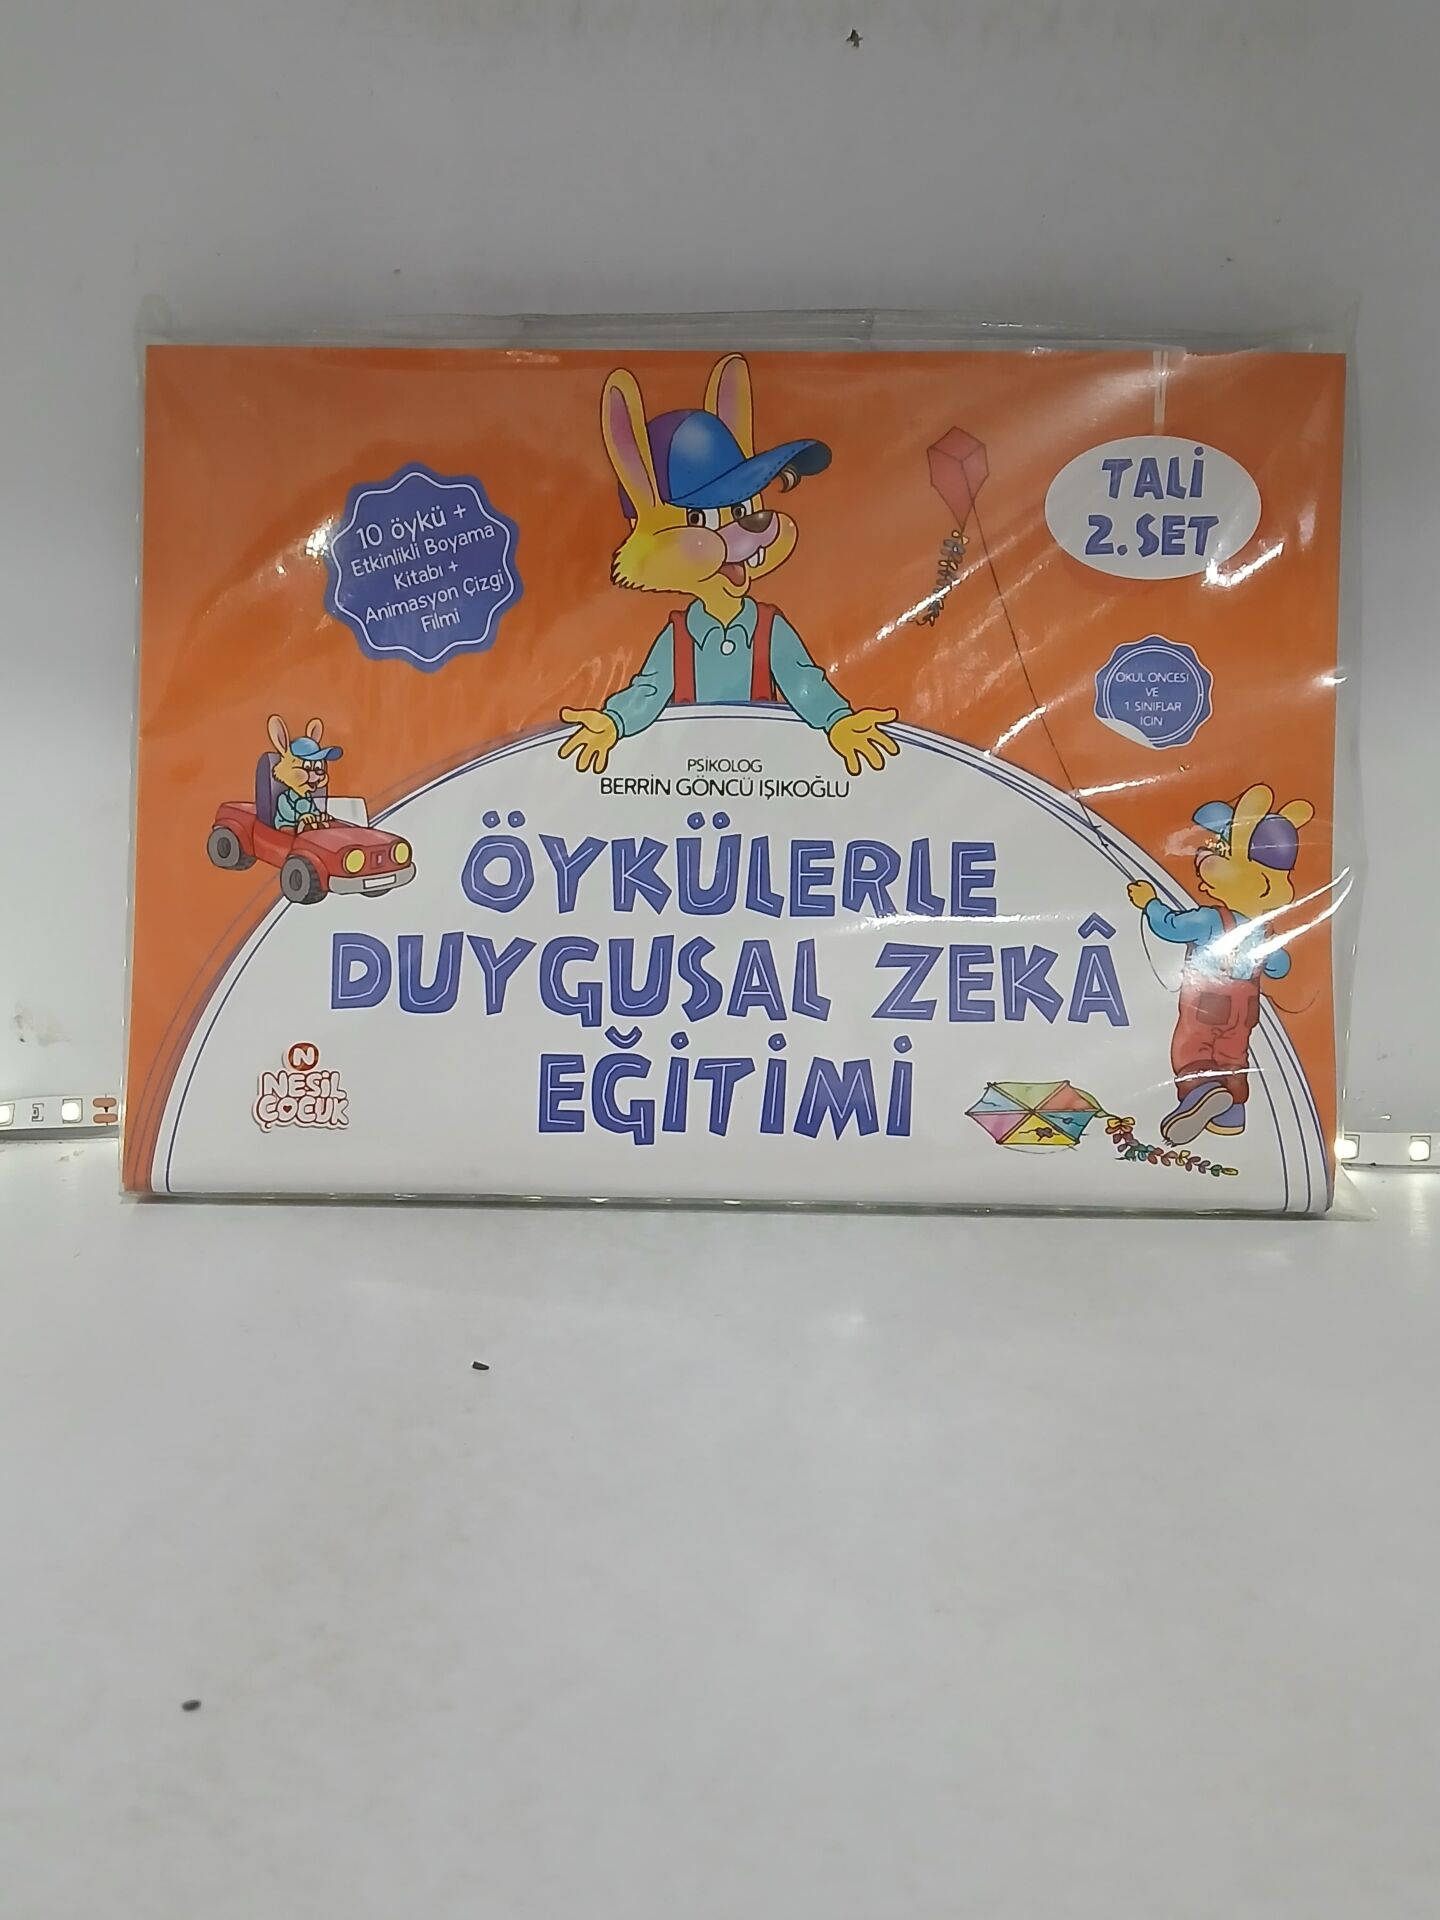 10 öykü +
Etkinlikli Boyama
Kitabı +
Animasyon Çizgi
Filmi
TALİ
2. SET
OKUL ÖNCESİ
VE
1. SINIFLAR
İÇİN
PSİKOLOG
BERRİN GÖNCÜ IŞIKOĞLU
ÖYKÜLERLE
DUYGUSAL ZEKÂ
EĞİTİMİ
N
NESİL
ÇOCUK